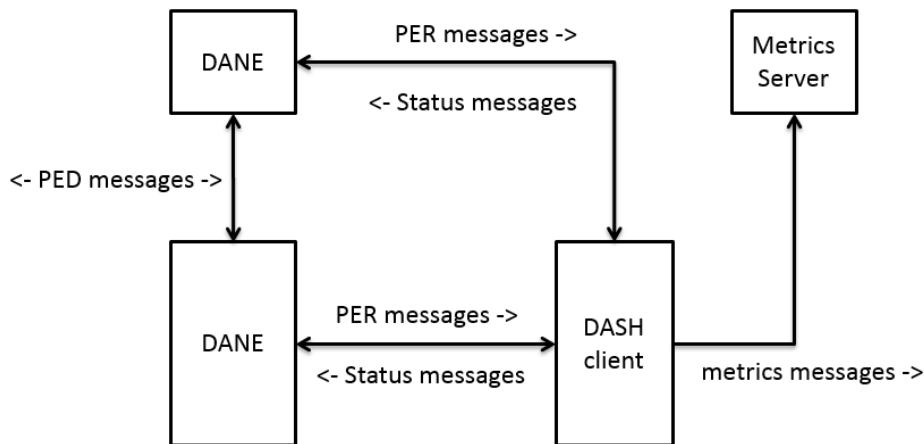 DANE
PER messages ->
<- Status messages
Metrics
Server
<- PED messages ->
DANE
PER messages ->
<- Status messages
DASH
client
metrics messages ->